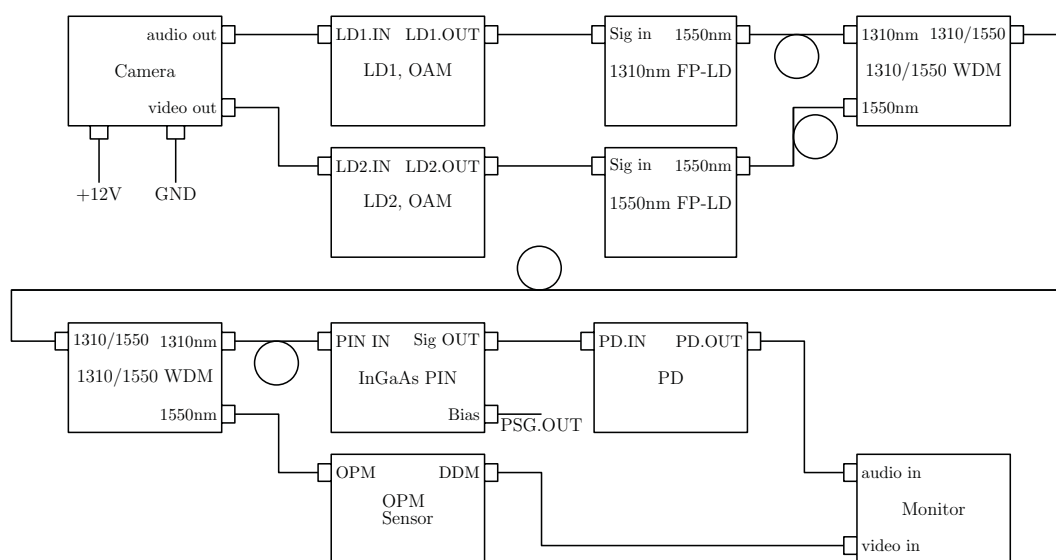 audio out
Camera
video out
+12V GND
LD1.IN LD1.OUT
LD1, OAM
Sig in 1550nm
1310nm FP-LD
1310nm 1310/1550
1310/1550 WDM
1550nm
LD2.IN LD2.OUT
LD2, OAM
Sig in 1550nm
1550nm FP-LD
1310/1550 1310nm
1310/1550 WDM
1550nm
PIN IN Sig OUT
InGaAs PIN
Bias
PSG.OUT
PD.IN PD.OUT
PD
OPM DDM
OPM
Sensor
audio in
Monitor
video in